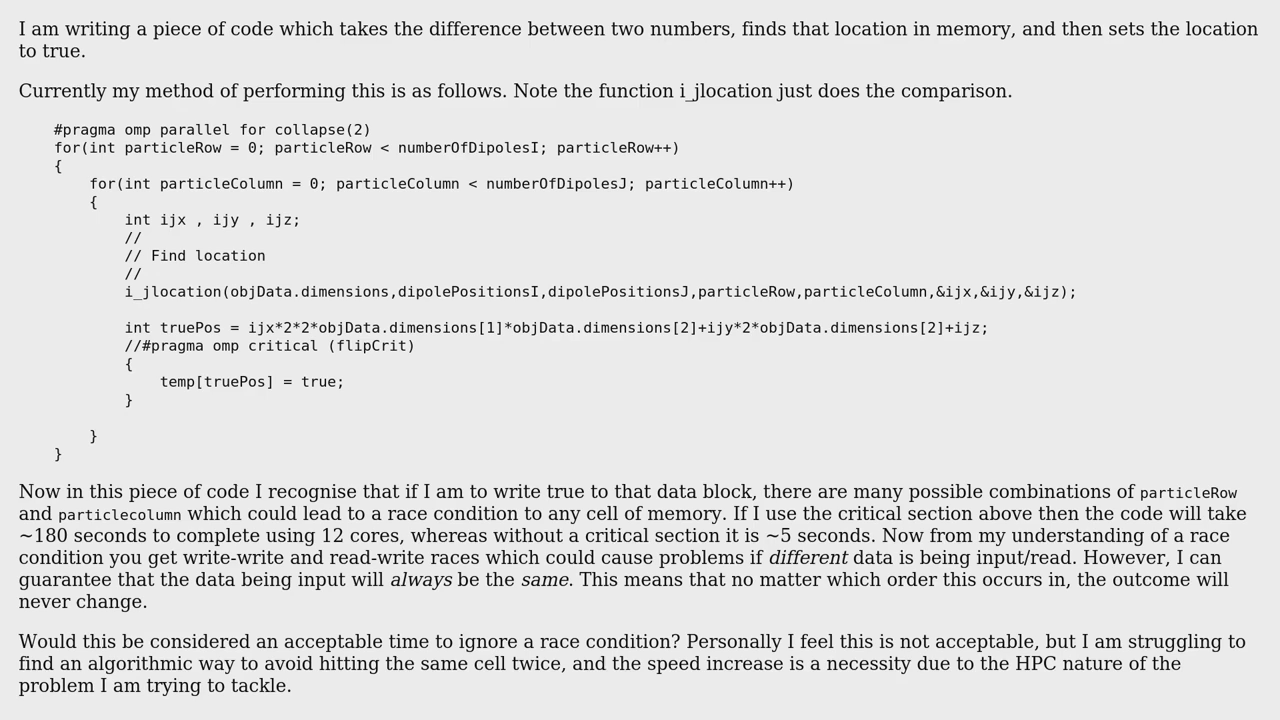 I am writing a piece of code which takes the difference between two numbers, finds that location in memory, and then sets the location
to true.
Currently my method of performing this is as follows. Note the function i_jlocation just does the comparison.
#pragma omp parallel for collapse(2)
for(int particleRow = 0; particleRow < numberOfDipolesI; particleRow++)
{
    for(int particleColumn = 0; particleColumn < numberOfDipolesJ; particleColumn++)
    {
        int ijx , ijy , ijz;
        //
        // Find location
        //
        i_jlocation(objData.dimensions,dipolePositionsI,dipolePositionsJ,particleRow,particleColumn,&ijx,&ijy,&ijz);
        int truePos = ijx*2*2*objData.dimensions[1]*objData.dimensions[2]+ijy*2*objData.dimensions[2]+ijz;
        //#pragma omp critical (flipCrit)
        {
            temp[truePos] = true;
        }
    }
}
Now in this piece of code I recognise that if I am to write true to that data block, there are many possible combinations of particleRow
and particlecolumn which could lead to a race condition to any cell of memory. If I use the critical section above then the code will take
~180 seconds to complete using 12 cores, whereas without a critical section it is ~5 seconds. Now from my understanding of a race
condition you get write-write and read-write races which could cause problems if different data is being input/read. However, I can
guarantee that the data being input will always be the same. This means that no matter which order this occurs in, the outcome will
never change.
Would this be considered an acceptable time to ignore a race condition? Personally I feel this is not acceptable, but I am struggling to
find an algorithmic way to avoid hitting the same cell twice, and the speed increase is a necessity due to the HPC nature of the
problem I am trying to tackle.